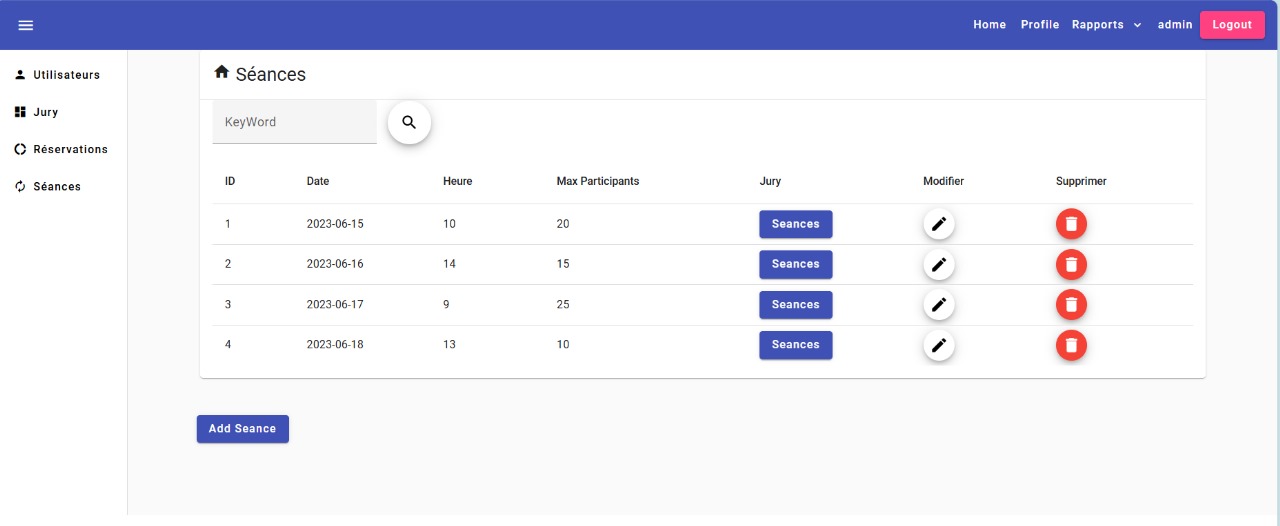 Home Profile Rapports admin Logout
Utilisateurs
Jury
Réservations
Séances
Séances
KeyWord
ID Date Heure Max Participants Jury Modifier Supprimer
1 2023-06-15 10 20 Seances
2 2023-06-16 14 15 Seances
3 2023-06-17 9 25 Seances
4 2023-06-18 13 10 Seances
Add Seance